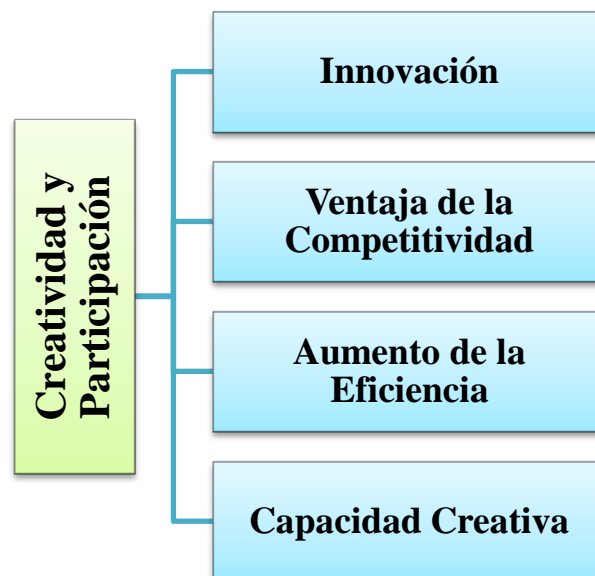 Creatividad y
Participación
Innovación
Ventaja de la
Competitividad
Aumento de la
Eficiencia
Capacidad Creativa